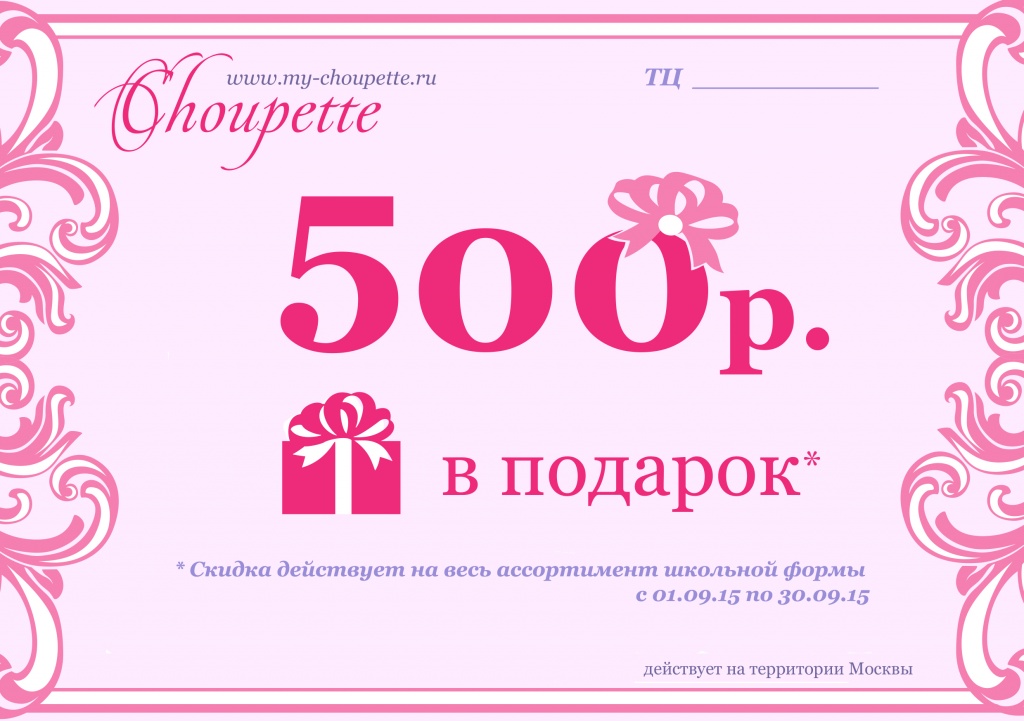 www.my-choupette.ru
Choupette
ТЦ _______________
500р.
в подарок*
* Скидка действует на весь ассортимент школьной формы
с 01.09.15 по 30.09.15
действует на территории Москвы